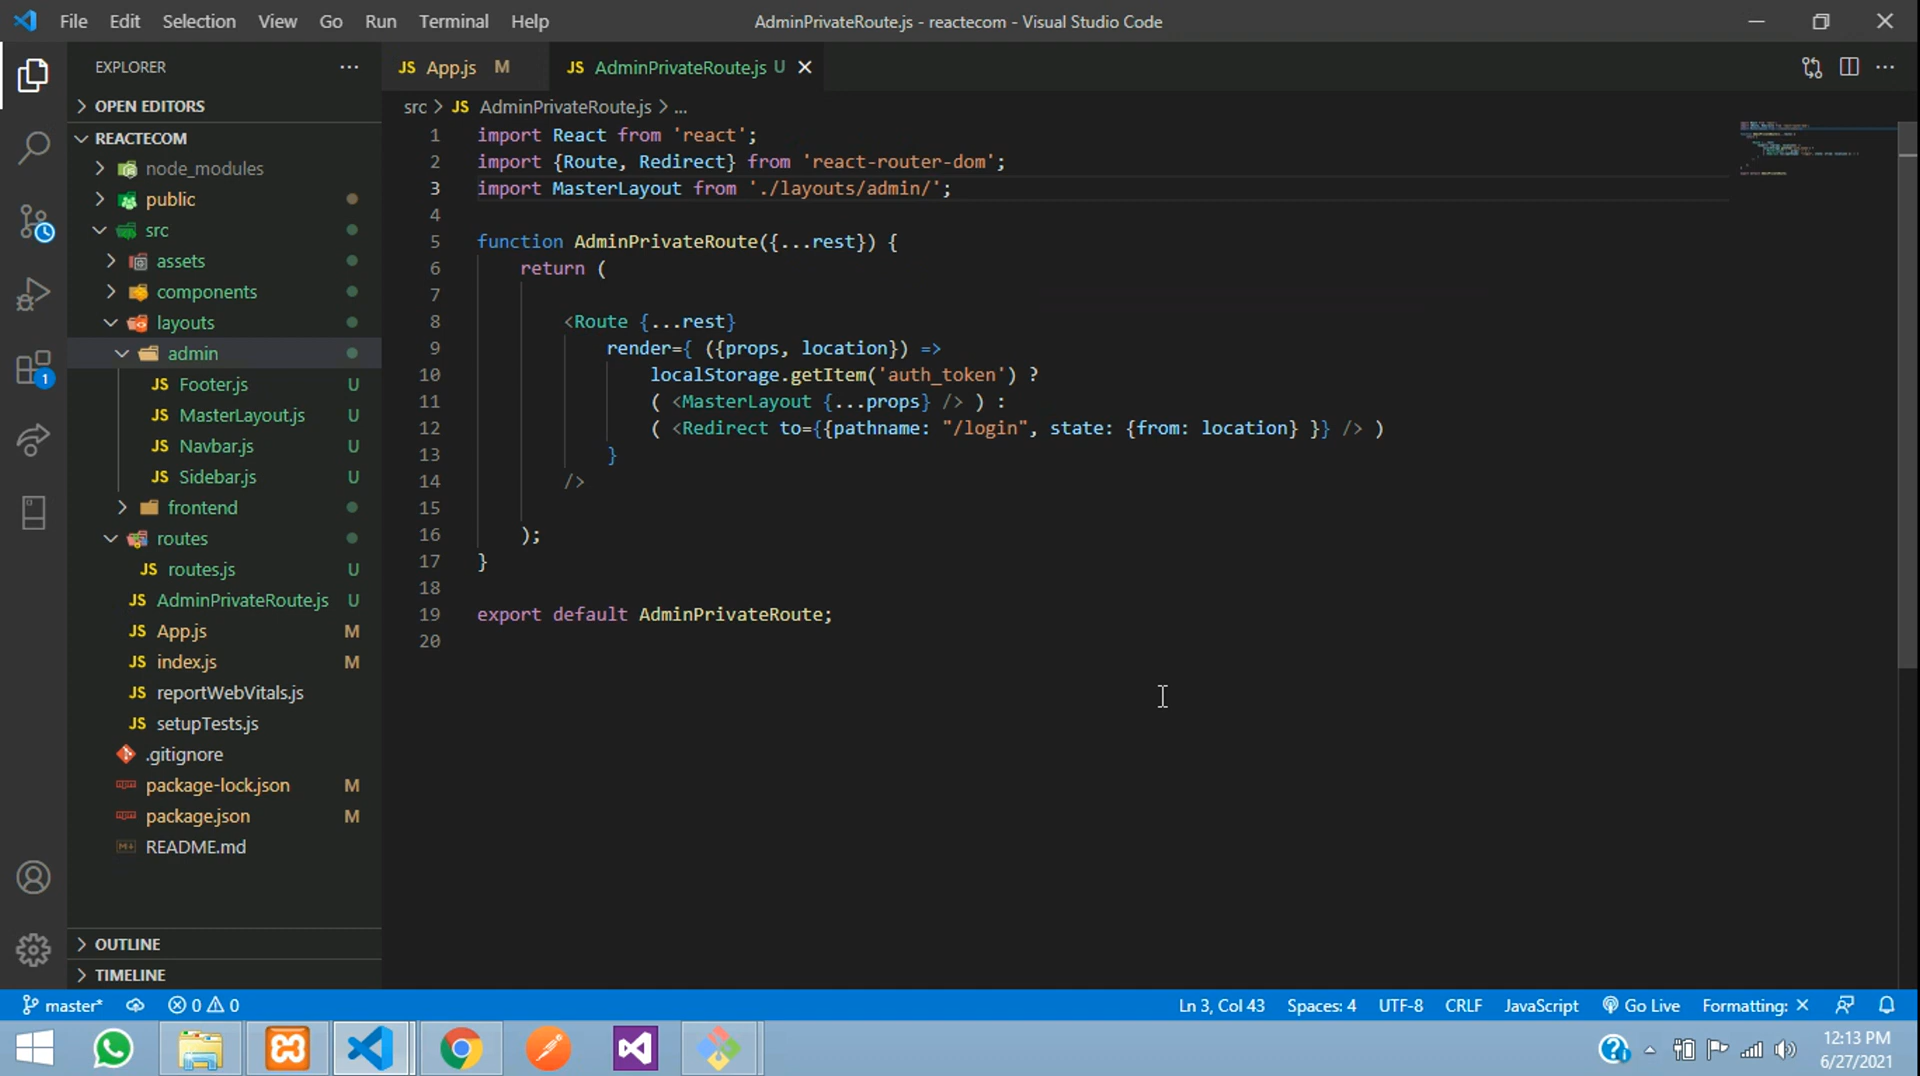 File Edit Selection View Go Run Terminal Help
AdminPrivateRoute.js - reactecom - Visual Studio Code
EXPLORER
OPEN EDITORS
REACTECOM
node_modules
public
src
assets
components
layouts
admin
JS Footer.js U
JS MasterLayout.js U
JS Navbar.js U
JS Sidebar.js U
frontend
routes
JS routes.js U
JS AdminPrivateRoute.js U
JS App.js M
JS index.js M
JS reportWebVitals.js
JS setupTests.js
.gitignore
package-lock.json M
package.json M
README.md
OUTLINE
TIMELINE
JS App.js M
JS AdminPrivateRoute.js U
src > JS AdminPrivateRoute.js > ...
1 import React from 'react';
2 import {Route, Redirect} from 'react-router-dom';
3 import MasterLayout from './layouts/admin/';
4
5 function AdminPrivateRoute({...rest}) {
6 return (
7
8 <Route {...rest}
9 render={ ({props, location}) =>
10 localStorage.getItem('auth_token') ?
11 ( <MasterLayout {...props} /> ) :
12 ( <Redirect to={{pathname: "/login", state: {from: location} }} /> )
13 }
14 />
15
16 );
17 }
18
19 export default AdminPrivateRoute;
20
1
master* 0 0
Ln 3, Col 43 Spaces: 4 UTF-8 CRLF JavaScript Go Live Formatting: ×
12:13 PM
6/27/2021